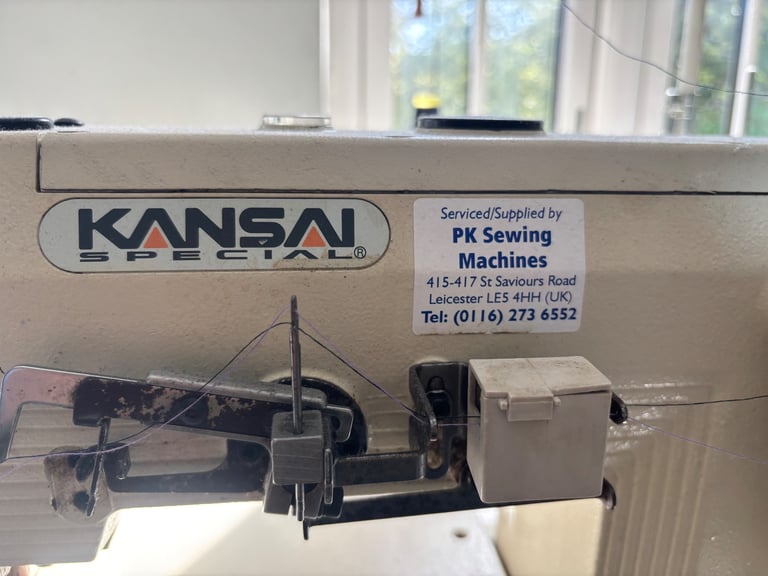 KANSAI
SPECIAL®
Serviced/Supplied by
PK Sewing
Machines
415-417 St Saviours Road
Leicester LE5 4HH (UK)
Tel: (0116) 273 6552